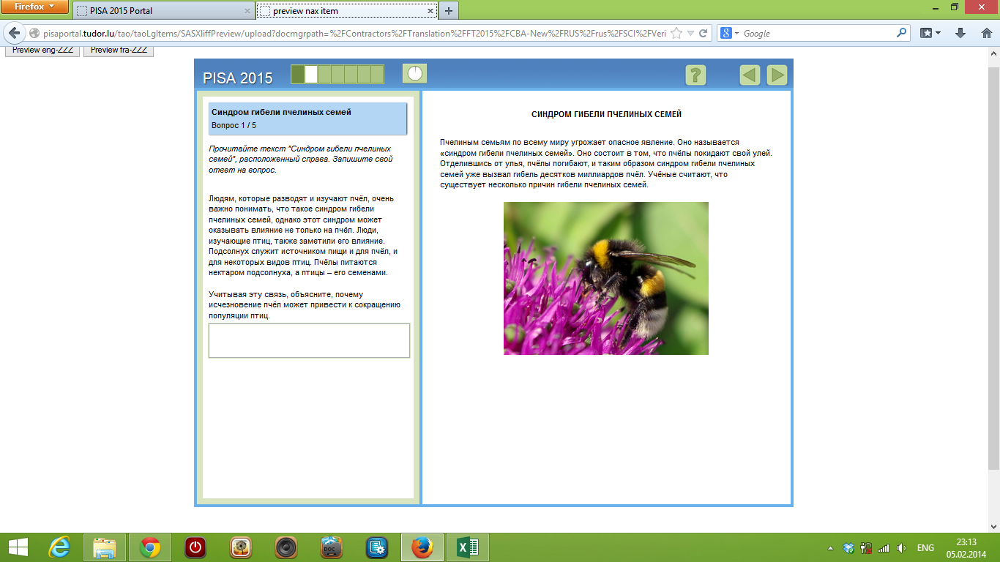 Firefox
PISA 2015 Portal
preview nax item
pisaportal.tudor.lu/tao/taoLgItems/SASXliffPreview/upload?docmgrpath=%2FContractors%2FTranslation%2FFT2015%2FCBA-New%2FRUS%2Frus%2FSCI%2FVeri
Google
Preview eng-ZZZ
Preview fra-ZZZ
PISA 2015
?
Синдром гибели пчелиных семей
Вопрос 1 / 5
Прочитайте текст "Синдром гибели пчелиных
семей", расположенный справа. Запишите свой
ответ на вопрос.
Людям, которые разводят и изучают пчёл, очень
важно понимать, что такое синдром гибели
пчелиных семей, однако этот синдром может
оказывать влияние не только на пчёл. Люди,
изучающие птиц, также заметили его влияние.
Подсолнух служит источником пищи и для пчёл, и
для некоторых видов птиц. Пчёлы питаются
нектаром подсолнуха, а птицы – его семенами.
Учитывая эту связь, объясните, почему
исчезновение пчёл может привести к сокращению
популяции птиц.
СИНДРОМ ГИБЕЛИ ПЧЕЛИНЫХ СЕМЕЙ
Пчелиным семьям по всему миру угрожает опасное явление. Оно называется
«синдром гибели пчелиных семей». Оно состоит в том, что пчёлы покидают свой улей.
Отделившись от улья, пчёлы погибают, и таким образом синдром гибели пчелиных
семей уже вызвал гибель десятков миллиардов пчёл. Учёные считают, что
существует несколько причин гибели пчелиных семей.
DOC
ENG
23:13
05.02.2014